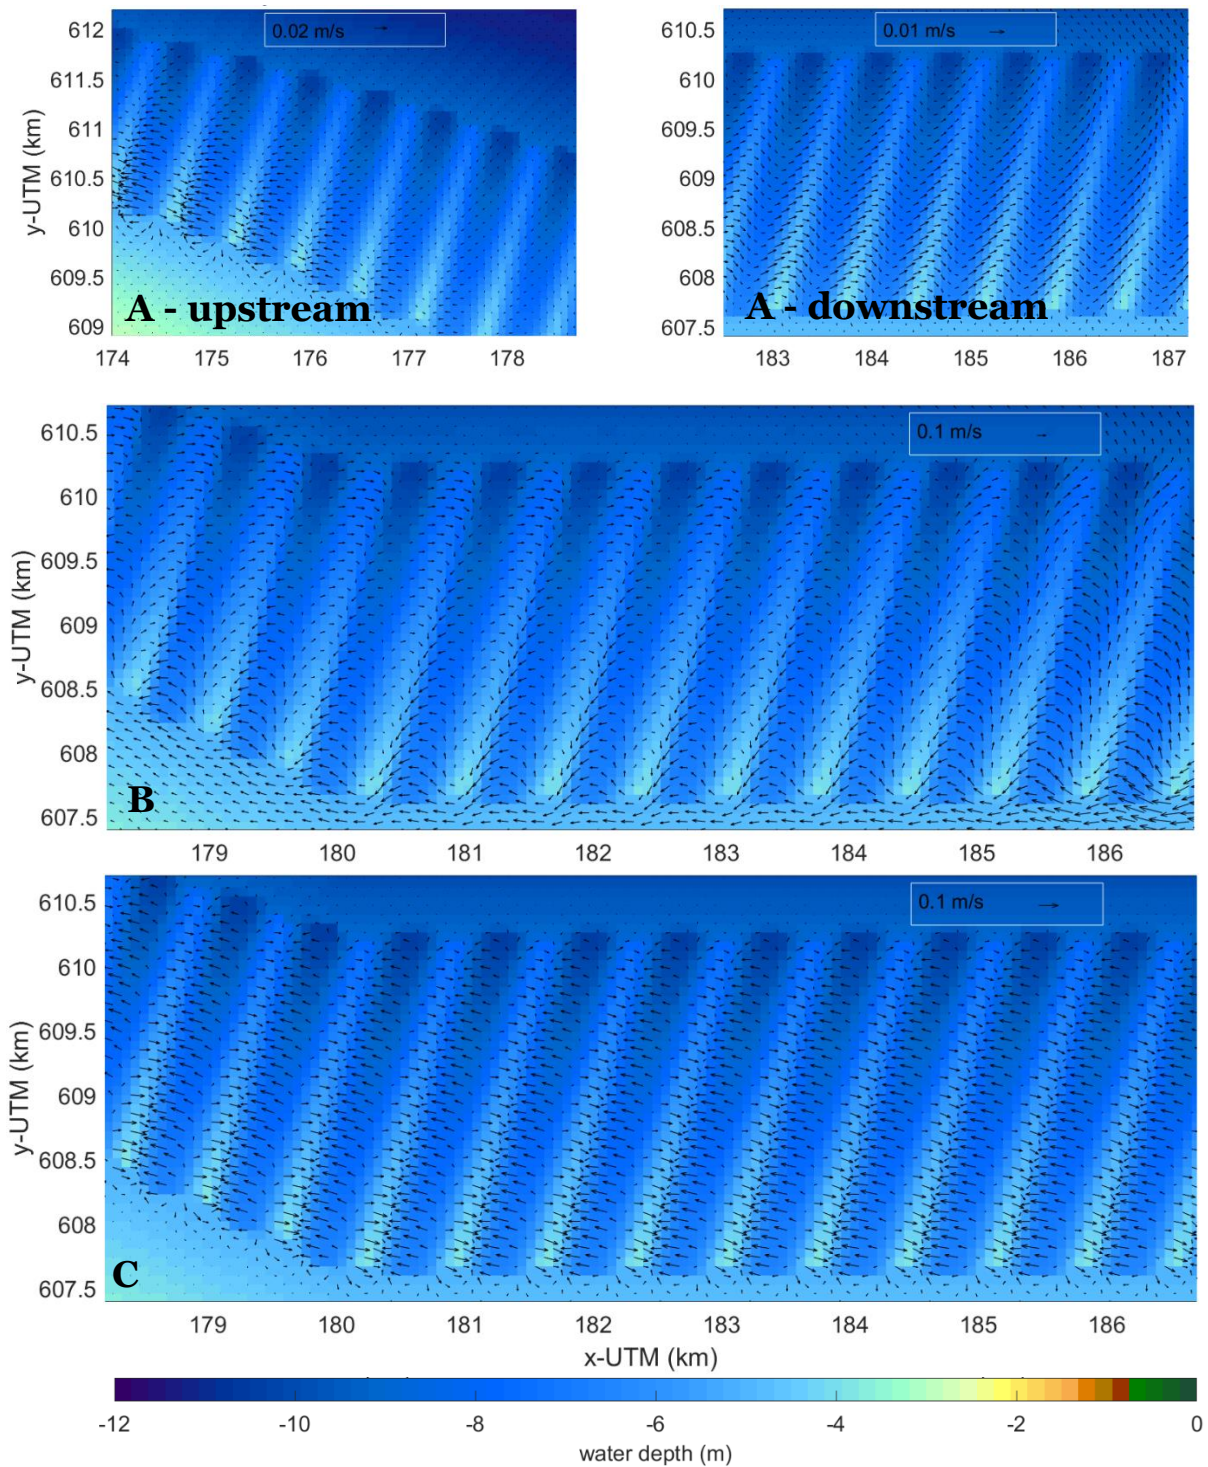 0.02 m/s
612
611.5
611
610.5
610
609.5
609
y-UTM (km)
A - upstream
174 175 176 177 178
0.01 m/s
610.5
610
609.5
609
608.5
608
607.5
A - downstream
183 184 185 186 187
0.1 m/s
610.5
610
609.5
609
608.5
608
607.5
y-UTM (km)
B
179 180 181 182 183 184 185 186
0.1 m/s
610.5
610
609.5
609
608.5
608
607.5
y-UTM (km)
C
179 180 181 182 183 184 185 186
x-UTM (km)
-12 -10 -8 -6 -4 -2 0
water depth (m)